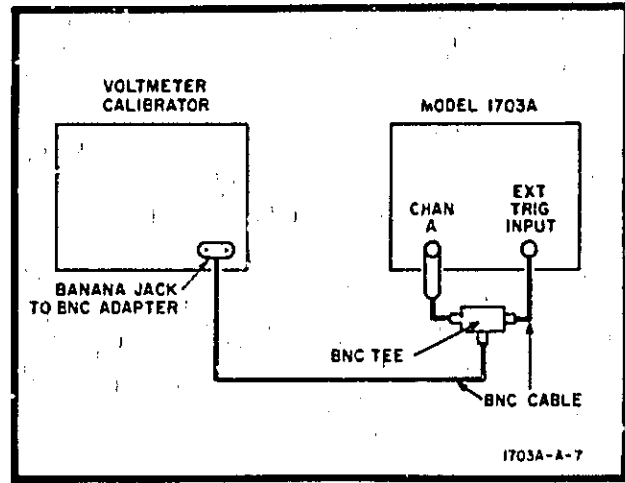 VOLTMETER
CALIBRATOR
MODEL 1703A
CHAN
A
EXT
TRIG
INPUT
BANANA JACK
TO BNC ADAPTER
BNC TEE
BNC CABLE
1703A-A-7